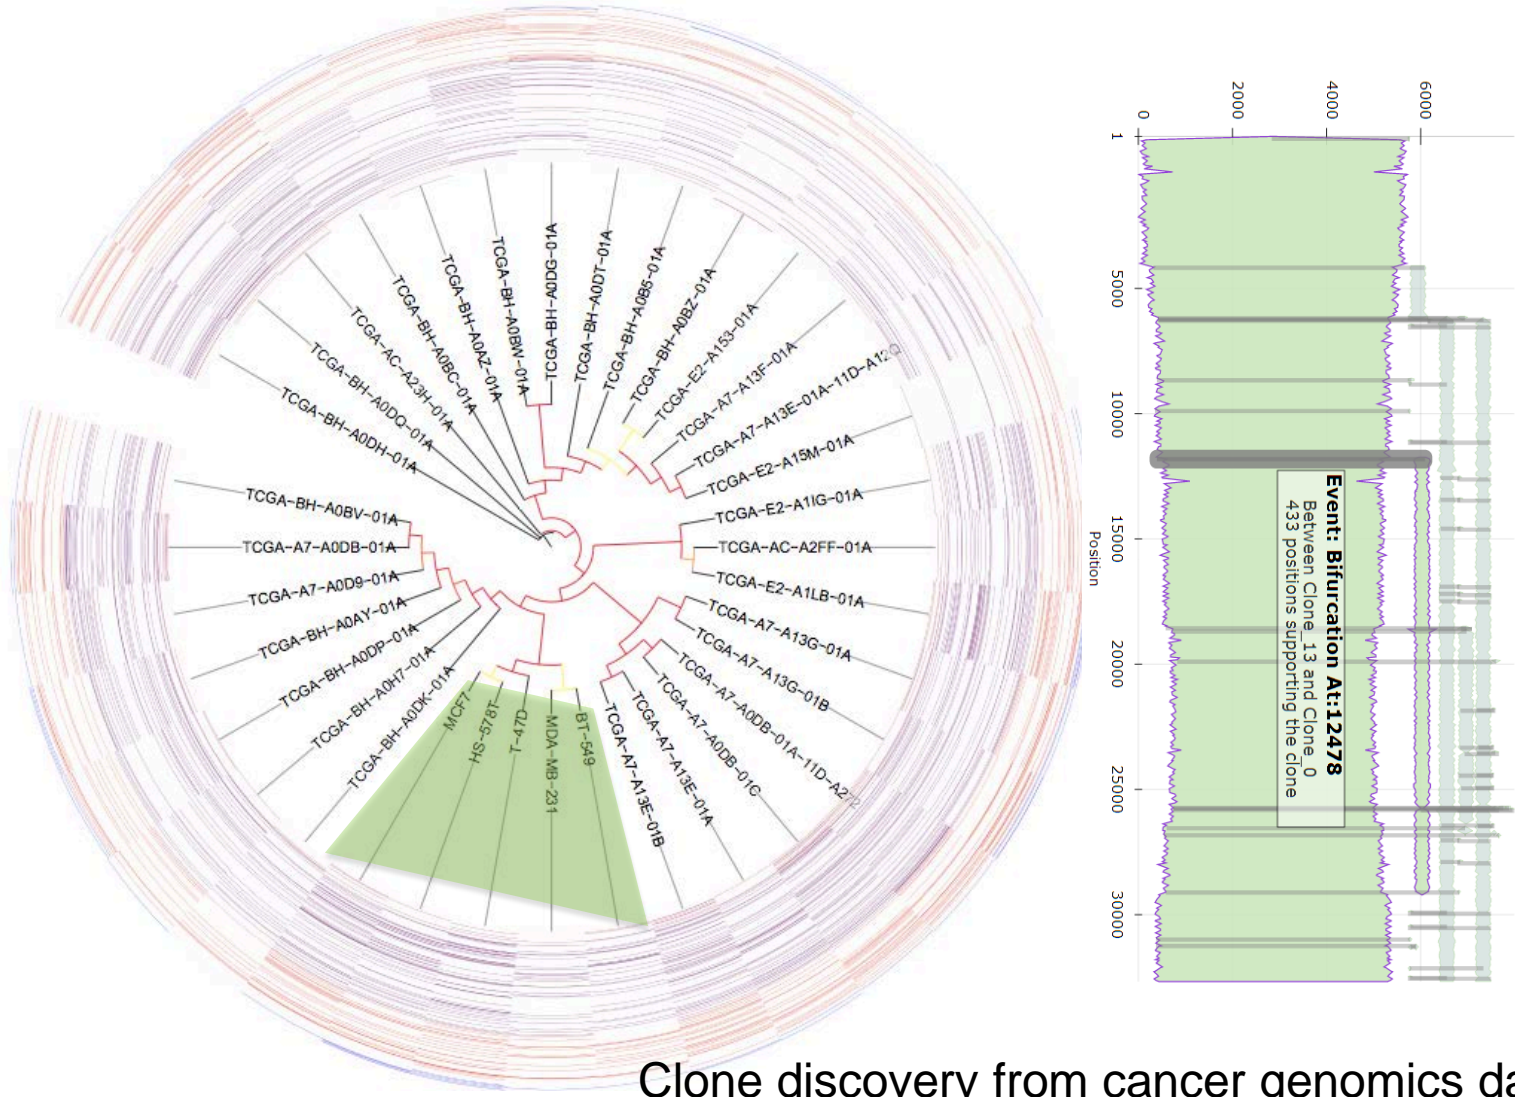 TCGA-BH-A0DH-01A
TCGA-BH-A0DQ-01A
TCGA-AC-A23H-01A
TCGA-BH-A0BC-01A
TCGA-BH-A0AZ-01A
TCGA-BH-A0BW-01A
TCGA-BH-A0DG-01A
TCGA-BH-A0DT-01A
TCGA-BH-A0B5-01A
TCGA-BH-A0BZ-01A
TCGA-E2-A153-01A
TCGA-A7-A13F-01A
TCGA-A7-A13E-01A-11D-A12Q
TCGA-E2-A15M-01A
TCGA-E2-A1IG-01A
TCGA-AC-A2FF-01A
TCGA-E2-A1LB-01A
TCGA-A7-A13G-01A
TCGA-A7-A13G-01B
TCGA-A7-A0DB-01A-11D-A272
TCGA-A7-A0DB-01C
TCGA-A7-A13E-01A
TCGA-A7-A13E-01B
BT-549
MDA-MB-231
T-47D
HS-578T
MCF7
TCGA-BH-A0DK-01A
TCGA-BH-A0H7-01A
TCGA-BH-A0DP-01A
TCGA-BH-A0AY-01A
TCGA-A7-A0D9-01A
TCGA-A7-A0DB-01A
TCGA-BH-A0BV-01A
0
2000
4000
6000
1
5000
10000
15000
20000
25000
30000
Position
Event: Bifurcation At:12478
Between Clone_13 and Clone_0
433 positions supporting the clone
Clone discovery from cancer genomics da